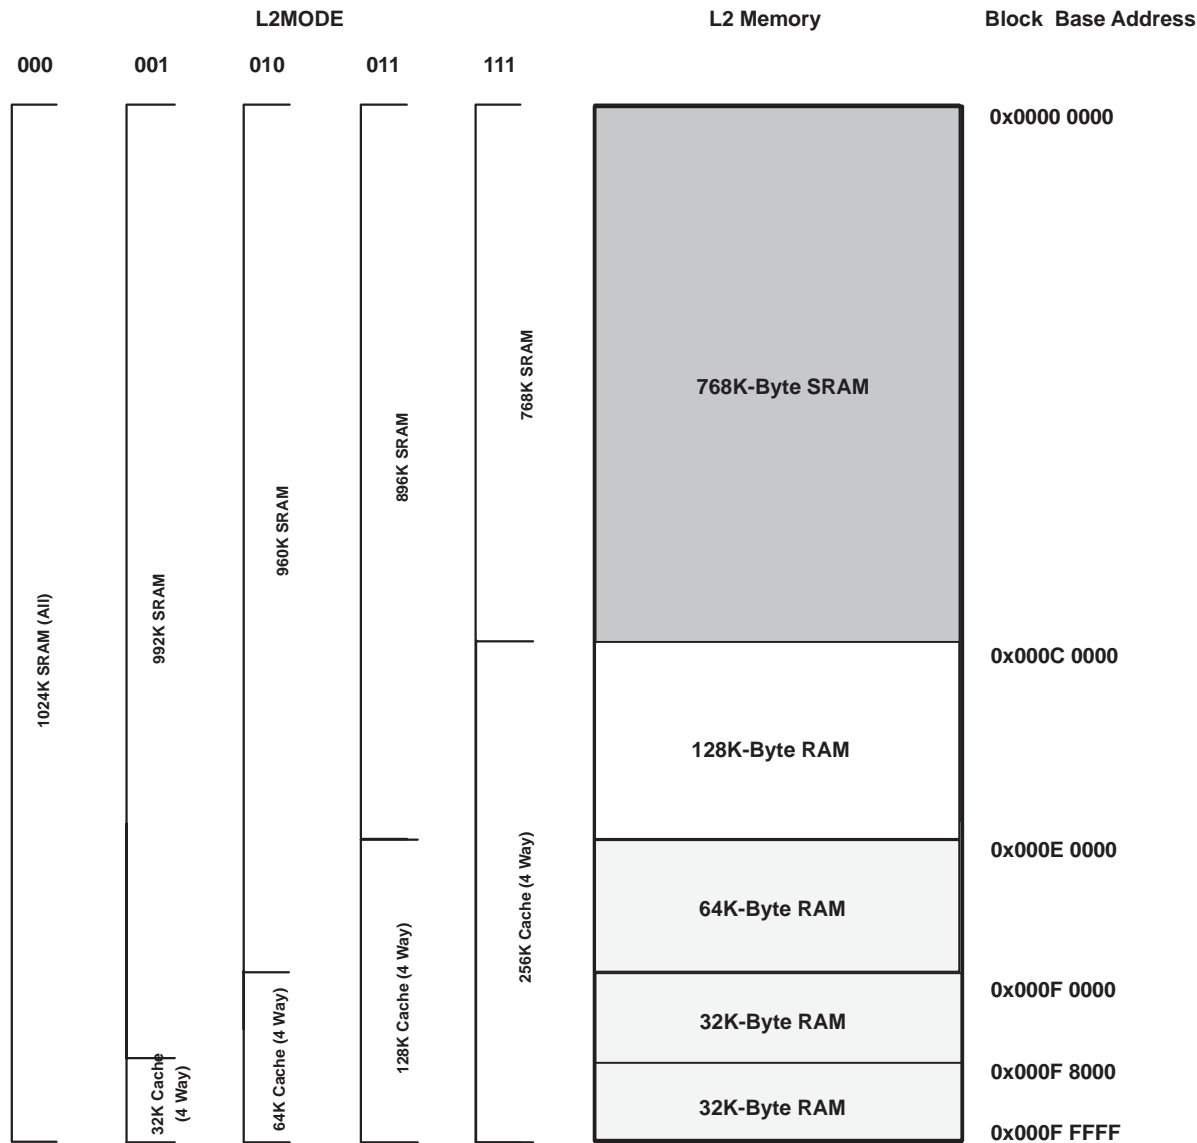 L2MODE
L2 Memory
Block Base Address
000
001
010
011
111
1024K SRAM (All)
992K SRAM
32K Cache
(4 Way)
960K SRAM
64K Cache (4 Way)
896K SRAM
128K Cache (4 Way)
768K SRAM
256K Cache (4 Way)
768K-Byte SRAM
128K-Byte RAM
64K-Byte RAM
32K-Byte RAM
32K-Byte RAM
0x0000 0000
0x000C 0000
0x000E 0000
0x000F 0000
0x000F 8000
0x000F FFFF